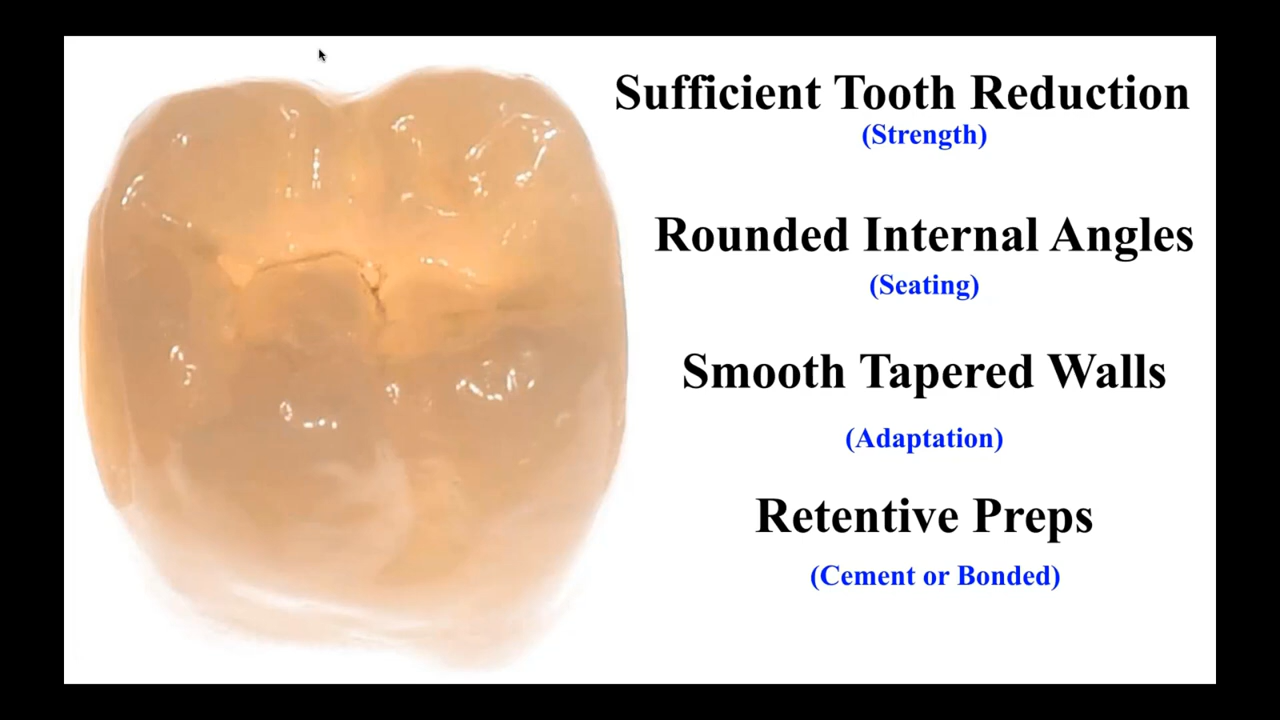 Sufficient Tooth Reduction
(Strength)
Rounded Internal Angles
(Seating)
Smooth Tapered Walls
(Adaptation)
Retentive Preps
(Cement or Bonded)